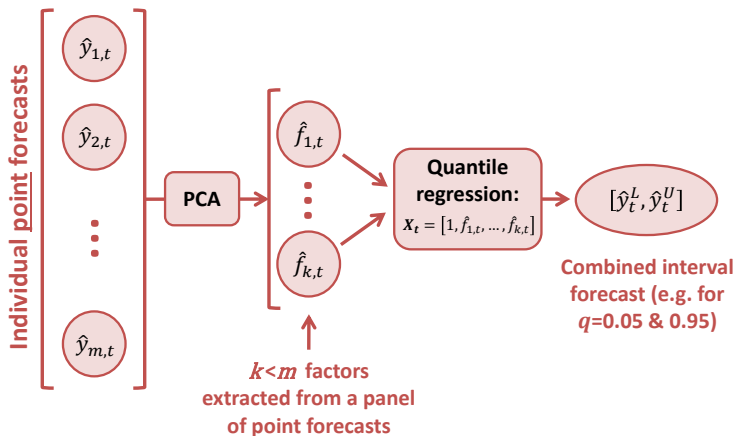 Individual point forecasts
ŷ1,t
ŷ2,t
ŷm,t
PCA
f̂1,t
f̂k,t
k<m factors
extracted from a panel
of point forecasts
Quantile
regression:
Xt = [1, f̂1,t, ..., f̂k,t]
[ŷtL, ŷtU]
Combined interval
forecast (e.g. for
q=0.05 & 0.95)